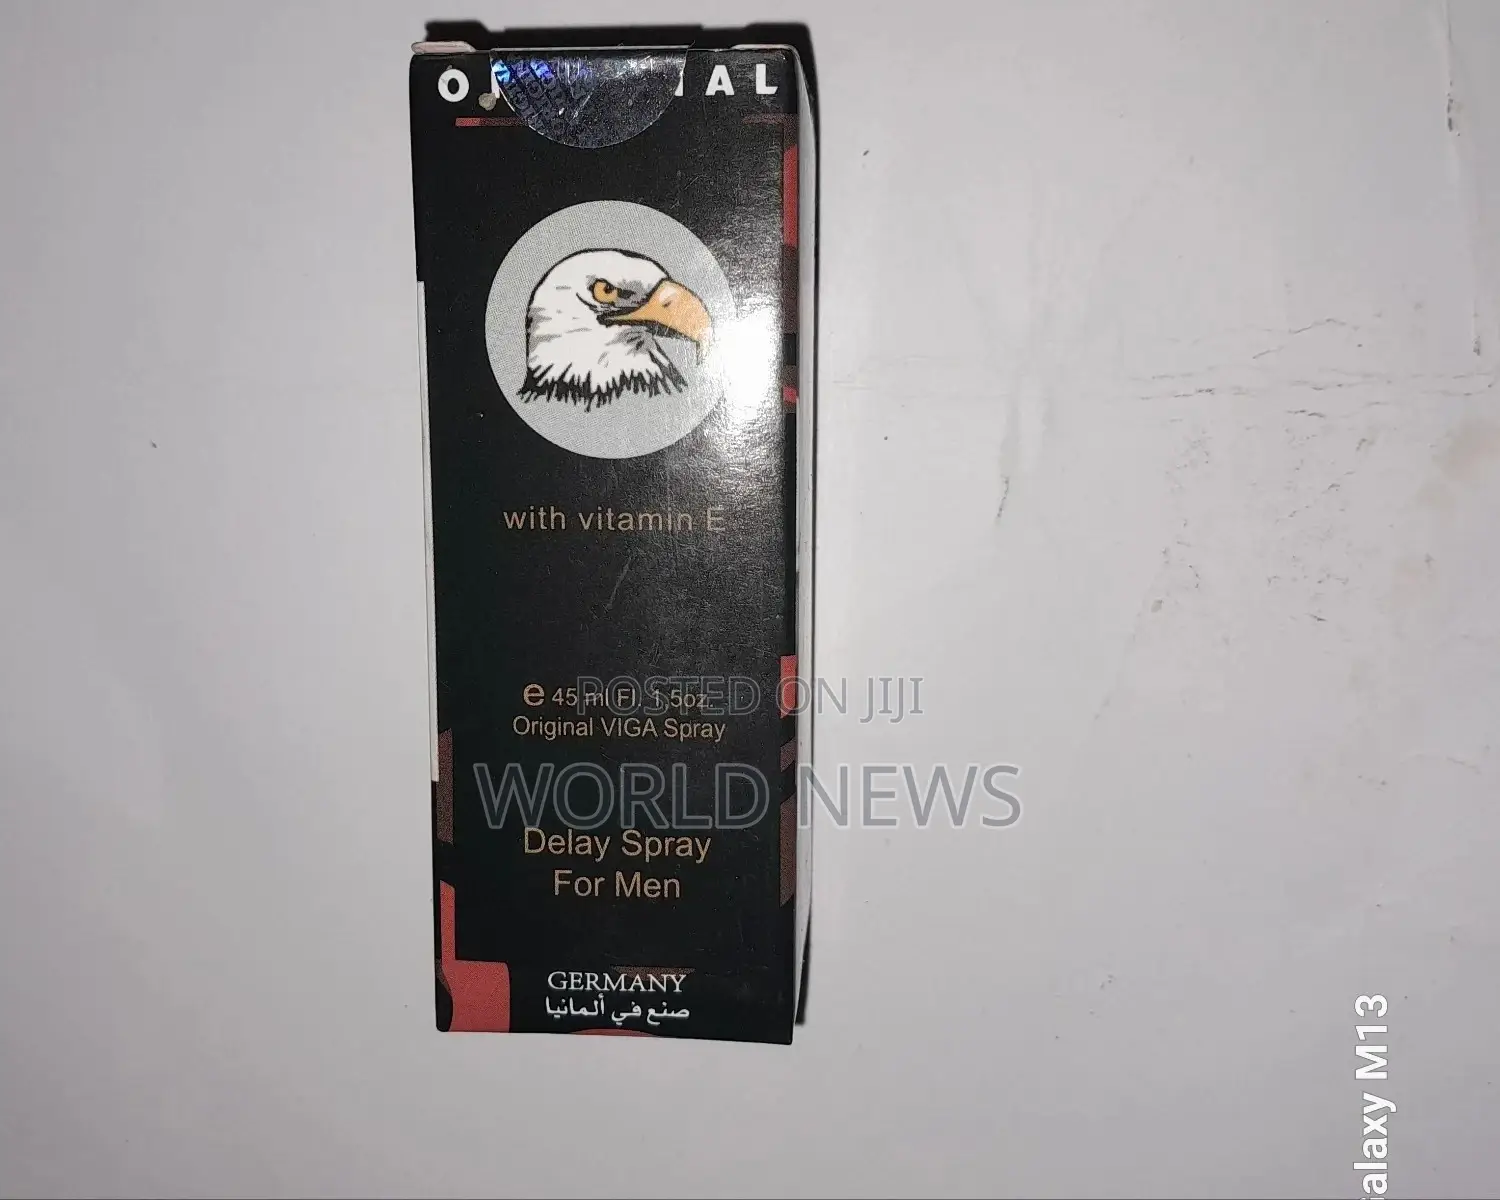 with vitamin E
POSTED ON JIJI
e 45 ml Fl. 1,5oz.
Original VIGA Spray
WORLD NEWS
Delay Spray
For Men
GERMANY
صنع في ألمانيا
Galaxy M13